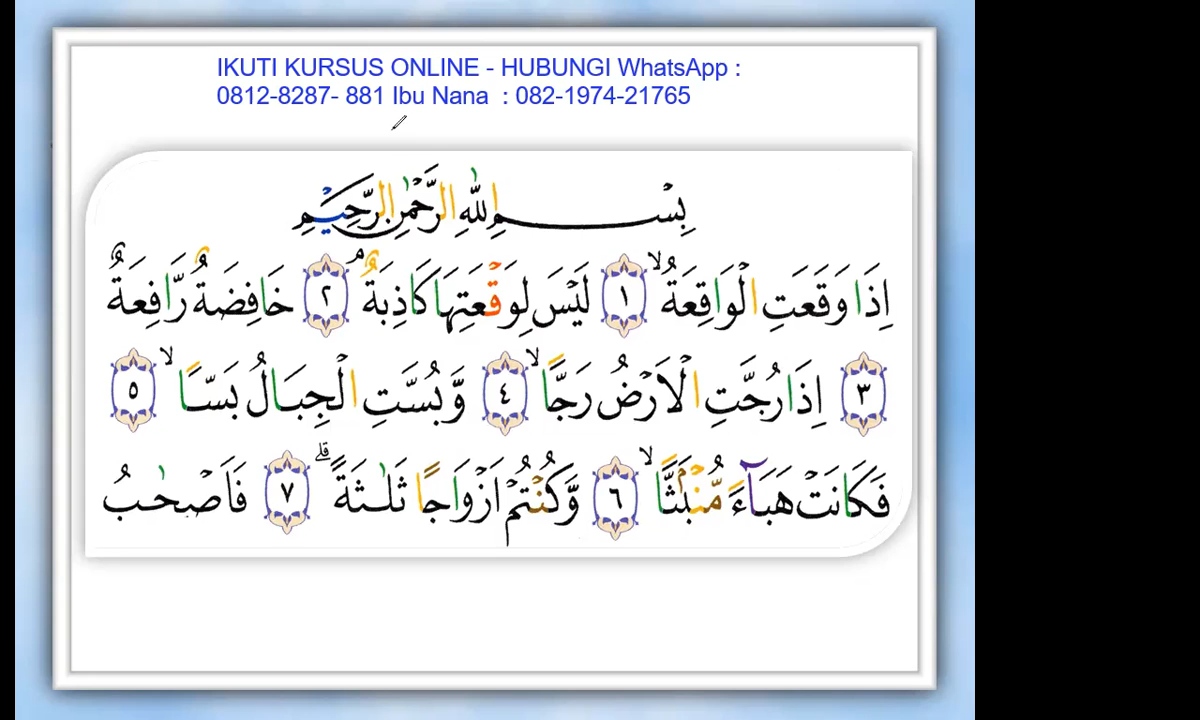 IKUTI KURSUS ONLINE - HUBUNGI WhatsApp :
0812-8287- 881 Ibu Nana : 082-1974-21765
بِسْمِ اللّٰهِ الرَّحْمٰنِ الرَّحِيْمِ
اِذَا وَقَعَتِ الْوَاقِعَةُۙ ١ لَيْسَ لِوَقْعَتِهَا كَاذِبَةٌۘ ٢ خَافِضَةٌ رَّافِعَةٌ
٣ اِذَا رُجَّتِ الْاَرْضُ رَجًّاۙ ٤ وَّبُسَّتِ الْجِبَالُ بَسًّاۙ ٥
فَكَانَتْ هَبَاۤءً مُّنْۢبَثًّاۙ ٦ وَّكُنْتُمْ اَزْوَاجًا ثَلٰثَةًۗ ٧ فَاَصْحٰبُ